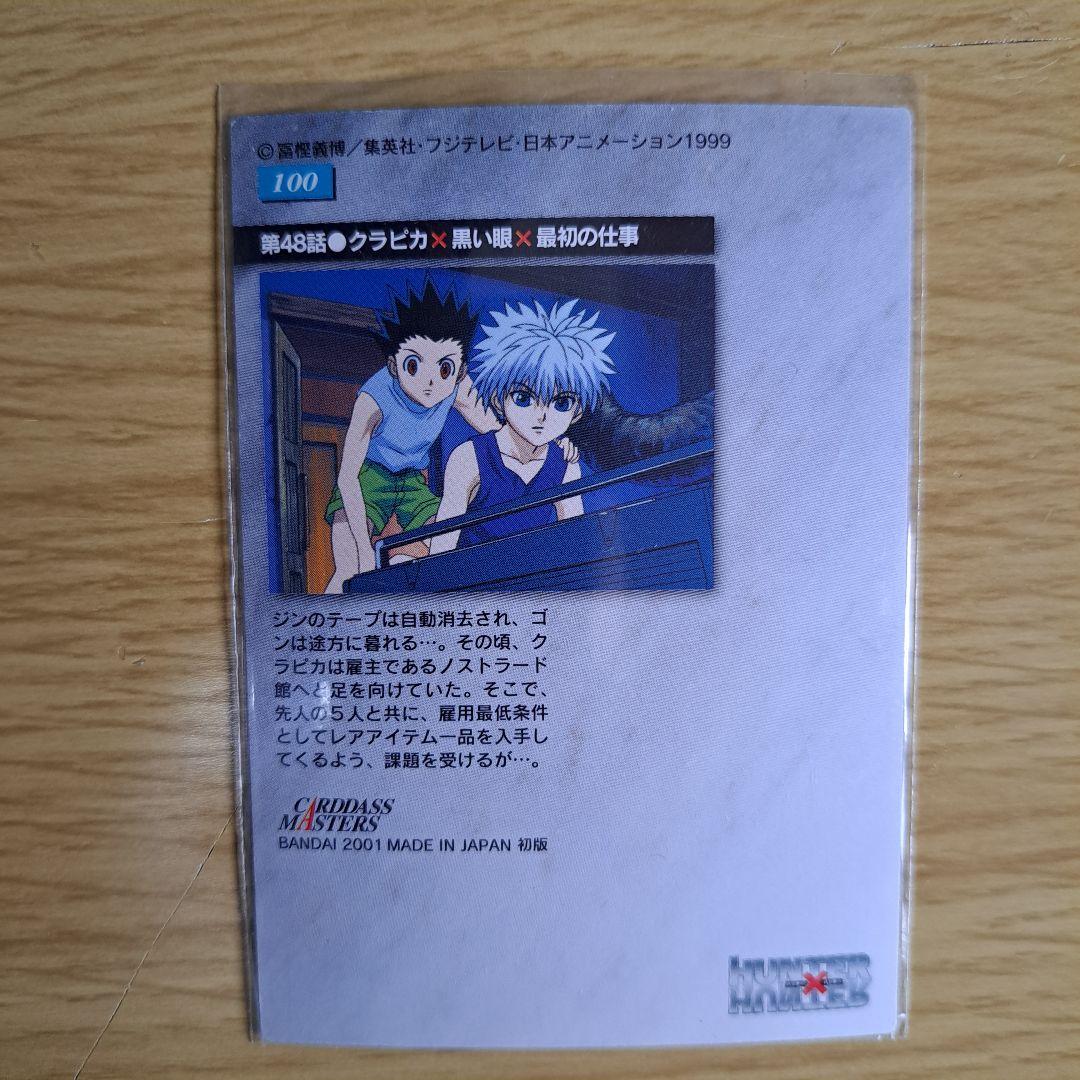 ©冨樫義博／集英社・フジテレビ・日本アニメーション1999
100
第48話●クラピカ×黒い眼×最初の仕事
ジンのテープは自動消去され、ゴ
ンは途方に暮れる…。その頃、ク
ラピカは雇主であるノストラード
館へと足を向けていた。そこで、
先人の5人と共に、雇用最低条件
としてレアアイテム一品を入手し
てくるよう、課題を受けるが…。
CARDDASS
MASTERS
BANDAI 2001 MADE IN JAPAN 初版
HUNTER
×
HUNTER